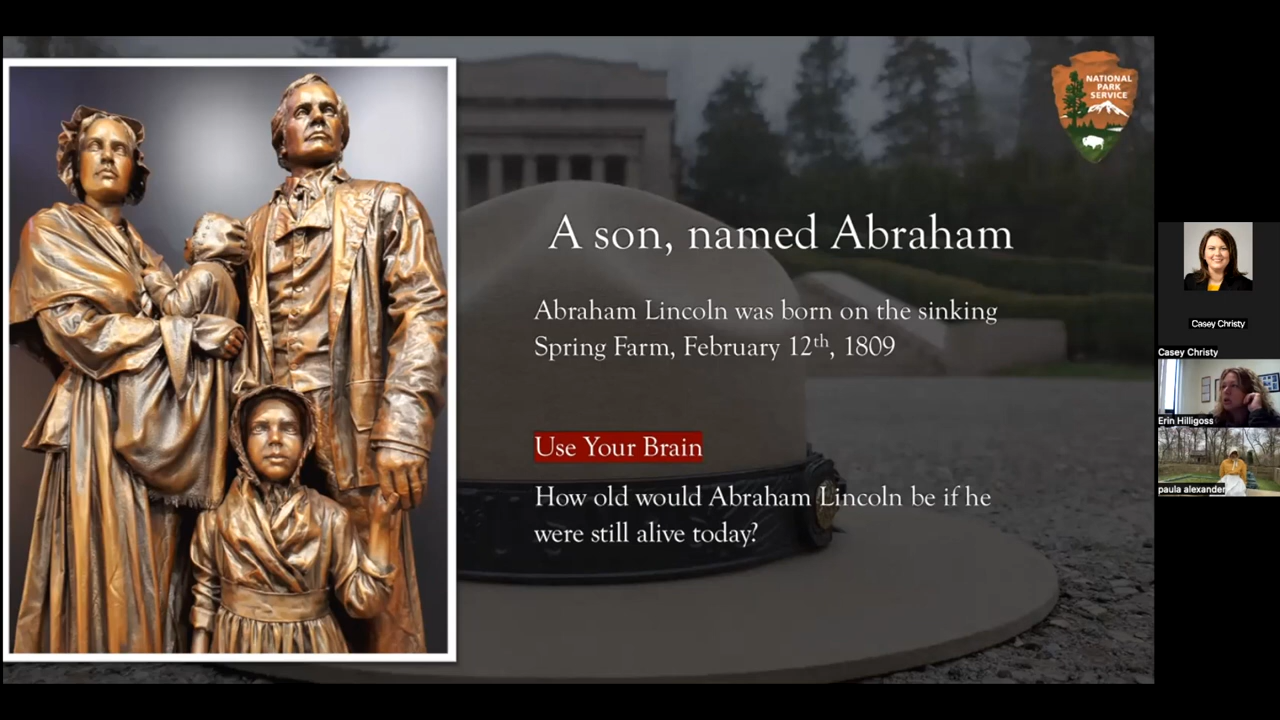 NATIONAL
PARK
SERVICE
A son, named Abraham
Abraham Lincoln was born on the sinking
Spring Farm, February 12th, 1809
Use Your Brain
How old would Abraham Lincoln be if he
were still alive today?
Casey Christy
Casey Christy
Erin Hilligoss
paula alexander